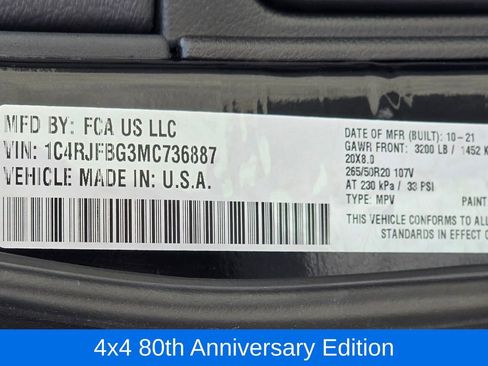 MFD BY: FCA US LLC
VIN: 1C4RJFBG3MC736887
VEHICLE MADE IN: U.S.A.
DATE OF MFR (BUILT): 10-21
GAWR FRONT: 3200 LB / 1452 K
20X8.0
265/50R20 107V
AT 230 kPa / 33 PSI
TYPE: MPV PAINT
THIS VEHICLE CONFORMS TO ALL
STANDARDS IN EFFECT O
4x4 80th Anniversary Edition